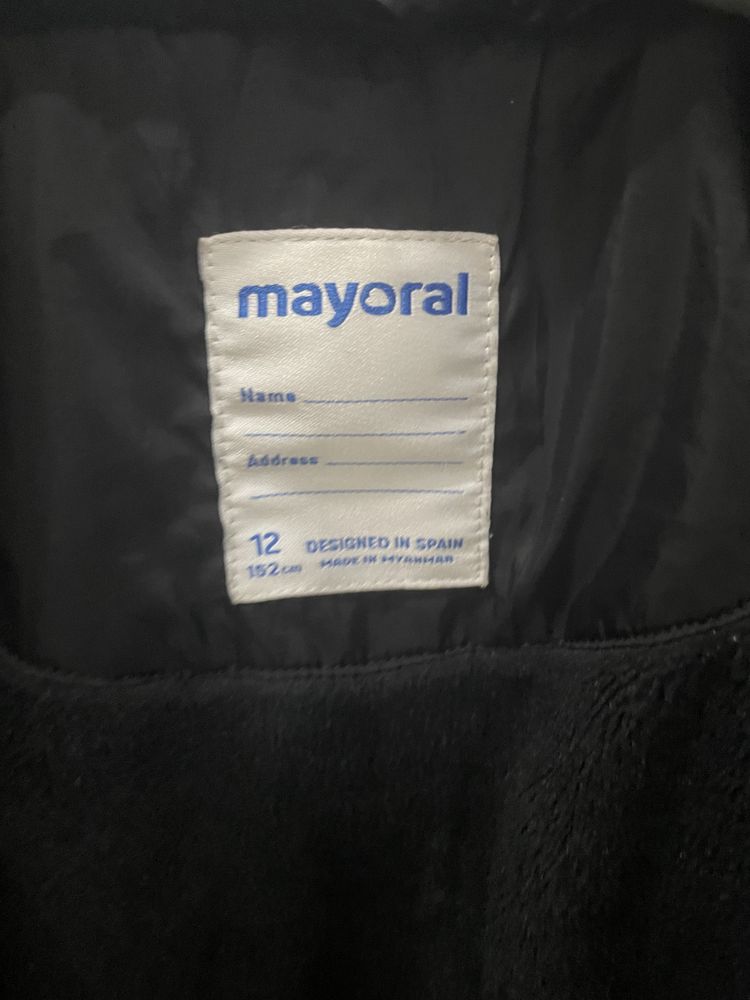 mayoral
Name
Address
12 DESIGNED IN SPAIN
152cm MADE IN MYANMAR